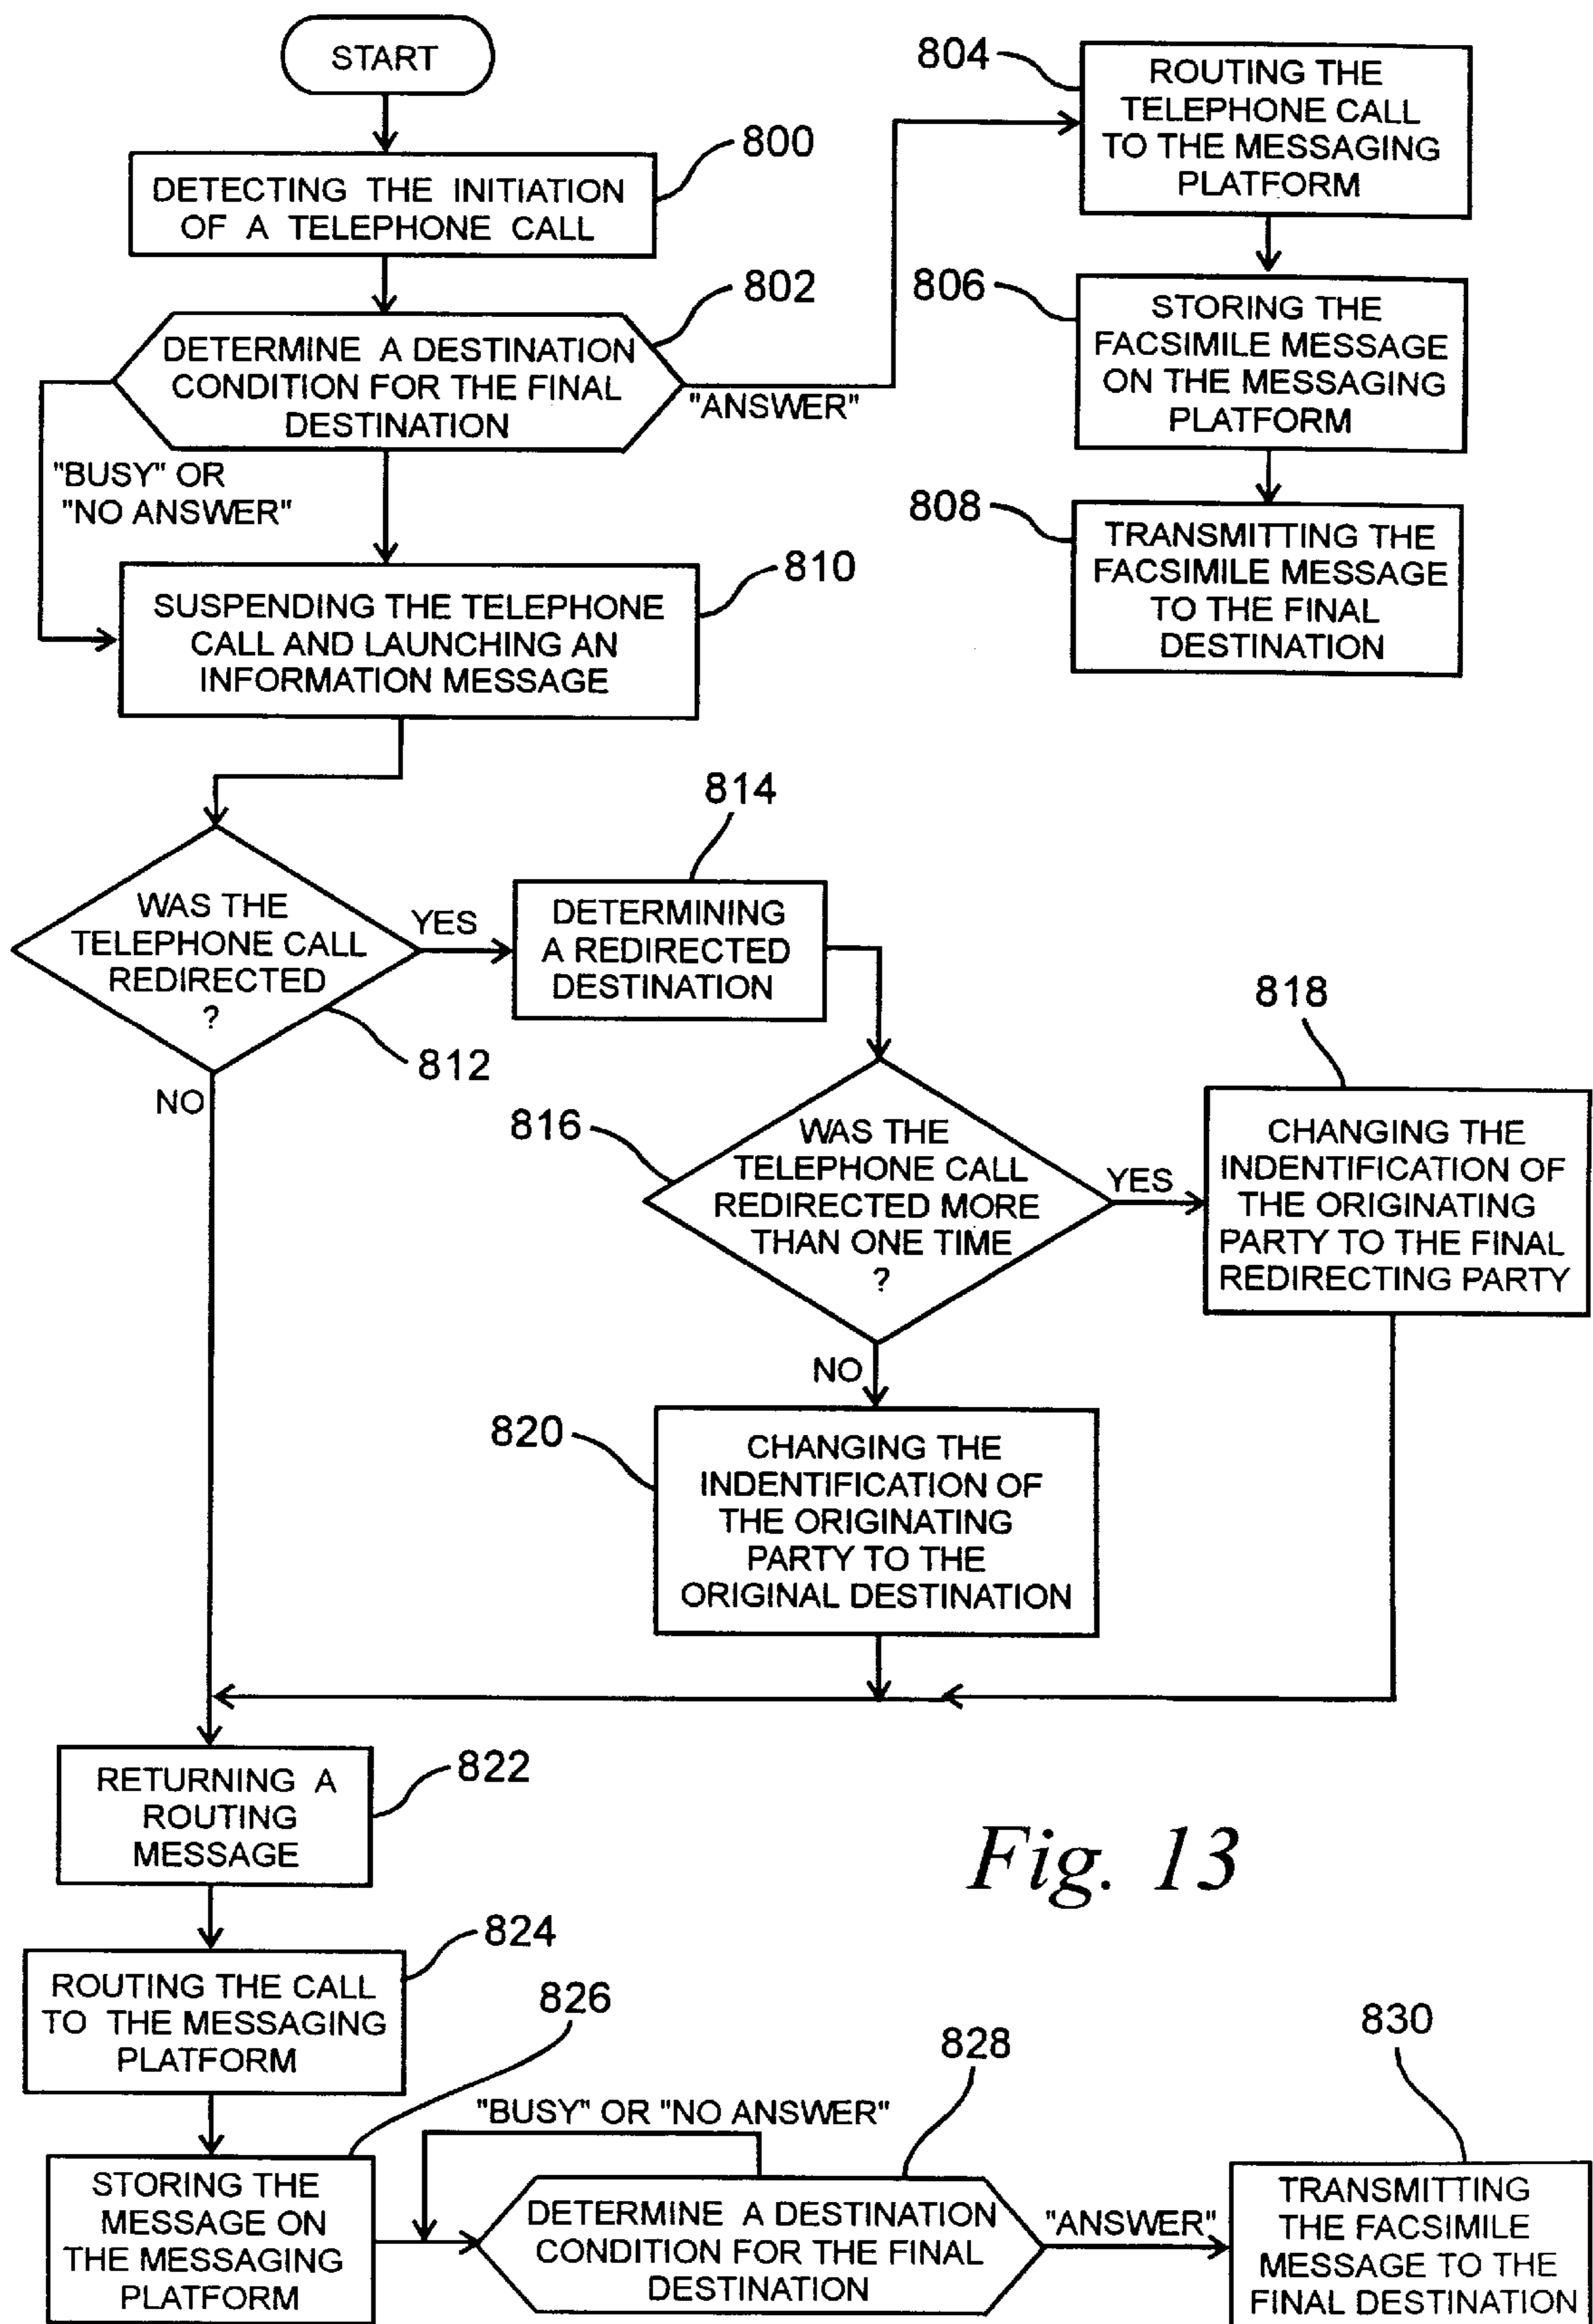 START
800
DETECTING THE INITIATION
OF A TELEPHONE CALL
802
DETERMINE A DESTINATION
CONDITION FOR THE FINAL
DESTINATION
"ANSWER"
"BUSY" OR
"NO ANSWER"
804
ROUTING THE
TELEPHONE CALL
TO THE MESSAGING
PLATFORM
806
STORING THE
FACSIMILE MESSAGE
ON THE MESSAGING
PLATFORM
808
TRANSMITTING THE
FACSIMILE MESSAGE
TO THE FINAL
DESTINATION
810
SUSPENDING THE TELEPHONE
CALL AND LAUNCHING AN
INFORMATION MESSAGE
WAS THE
TELEPHONE CALL
REDIRECTED
?
812
YES
NO
814
DETERMINING
A REDIRECTED
DESTINATION
816
WAS THE
TELEPHONE CALL
REDIRECTED MORE
THAN ONE TIME
?
YES
NO
818
CHANGING THE
INDENTIFICATION OF
THE ORIGINATING
PARTY TO THE FINAL
REDIRECTING PARTY
820
CHANGING THE
INDENTIFICATION OF
THE ORIGINATING
PARTY TO THE
ORIGINAL DESTINATION
822
RETURNING A
ROUTING
MESSAGE
Fig. 13
824
ROUTING THE CALL
TO THE MESSAGING
PLATFORM
826
STORING THE
MESSAGE ON
THE MESSAGING
PLATFORM
"BUSY" OR "NO ANSWER"
828
DETERMINE A DESTINATION
CONDITION FOR THE FINAL
DESTINATION
"ANSWER"
830
TRANSMITTING
THE FACSIMILE
MESSAGE TO THE
FINAL DESTINATION